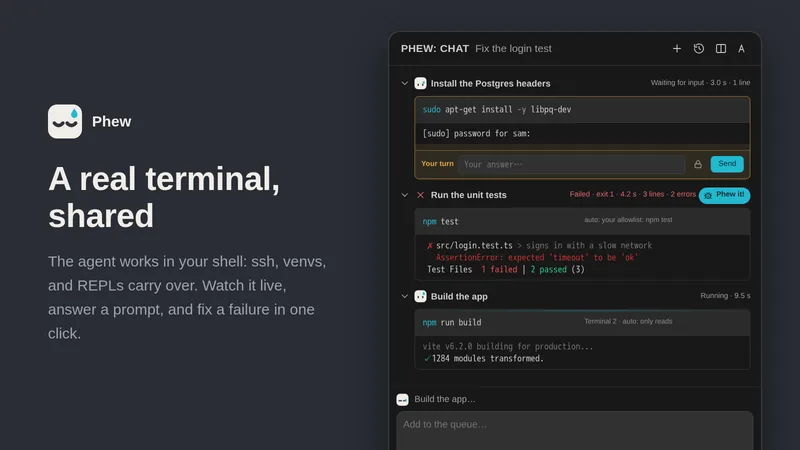 Phew
A real terminal,
shared
The agent works in your shell: ssh, venvs,
and REPLs carry over. Watch it live,
answer a prompt, and fix a failure in one
click.
PHEW: CHAT Fix the login test
A
Install the Postgres headers Waiting for input · 3.0 s · 1 line
sudo apt-get install -y libpq-dev
[sudo] password for sam:
Your turn Your answer⋯ Send
Run the unit tests Failed · exit 1 · 4.2 s · 3 lines · 2 errors Phew it!
npm test auto: your allowlist: npm test
✗ src/login.test.ts > signs in with a slow network
AssertionError: expected 'timeout' to be 'ok'
Test Files 1 failed | 2 passed (3)
Build the app Running · 9.5 s
npm run build Terminal 2 · auto: only reads
vite v6.2.0 building for production...
✓ 1284 modules transformed.
Build the app…
Add to the queue…